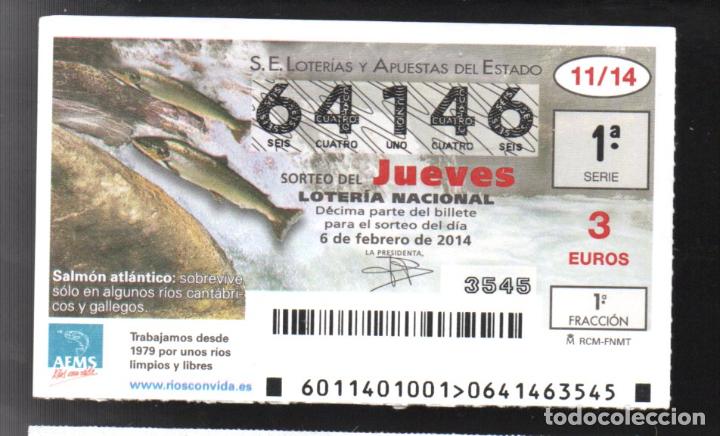 S.E. LOTERÍAS Y APUESTAS DEL ESTADO
11/14
64146
SEIS CUATRO UNO CUATRO SEIS
1ª
SERIE
SORTEO DEL Jueves
LOTERÍA NACIONAL
Décima parte del billete
para el sorteo del día
6 de febrero de 2014
LA PRESIDENTA,
3
EUROS
3545
Salmón atlántico: sobrevive
sólo en algunos ríos cantábri-
cos y gallegos.
1ª
FRACCIÓN
RCM-FNMT
AEMS
Ríos con vida
Trabajamos desde
1979 por unos ríos
limpios y libres
www.riosconvida.es
6011401001>0641463545
todocoleccion